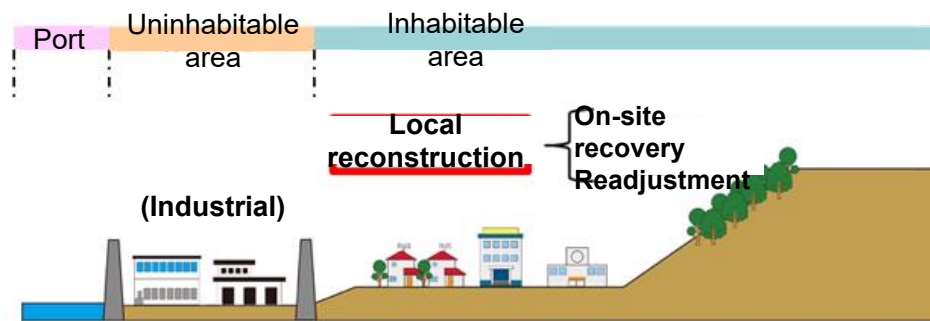 Port
Uninhabitable
area
Inhabitable
area
Local
reconstruction
On-site
recovery
Readjustment
(Industrial)